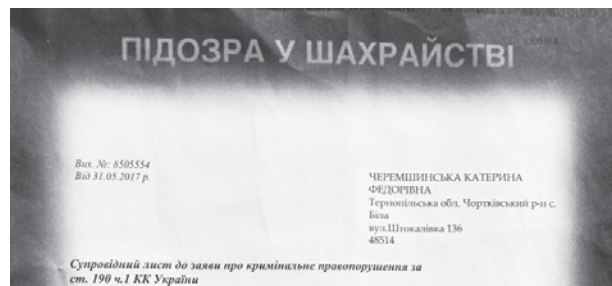 ПІДОЗРА У ШАХРАЙСТВІ
Вих. №: 8505554
Від 31.05.2017 р.
ЧЕРЕМШИНСЬКА КАТЕРИНА
ФЕДОРІВНА
Тернопільська обл. Чортківський р-н с.
Біла
вул.Штокалівка 136
48514
Супровідний лист до заяви про кримінальне правопорушення за
ст. 190 ч.1 КК України